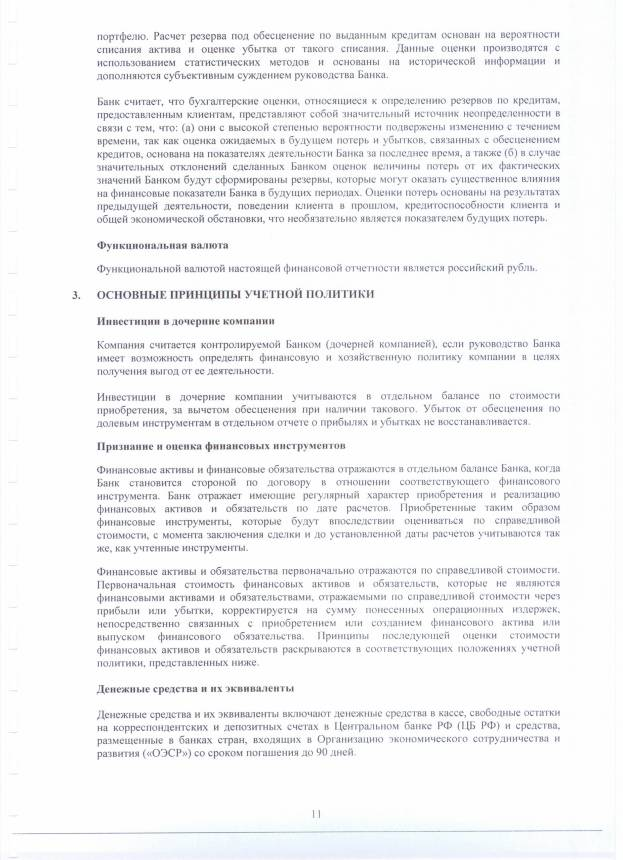 портфелю. Расчет резерва под обесценение по выданным кредитам основан на вероятности
списания актива и оценке убытка от такого списания. Данные оценки производятся с
использованием статистических методов и основаны на исторической информации и
дополняются субъективным суждением руководства Банка.
Банк считает, что бухгалтерские оценки, относящиеся к определению резервов по кредитам,
предоставленным клиентам, представляют собой значительный источник неопределенности в
связи с тем, что: (а) они с высокой степенью вероятности подвержены изменению с течением
времени, так как оценка ожидаемых в будущем потерь и убытков, связанных с обесценением
кредитов, основана на показателях деятельности Банка за последнее время, а также (б) в случае
значительных отклонений сделанных Банком оценок величины потерь от их фактических
значений Банком будут сформированы резервы, которые могут оказать существенное влияния
на финансовые показатели Банка в будущих периодах. Оценки потерь основаны на результатах
предыдущей деятельности, поведении клиента в прошлом, кредитоспособности клиента и
общей экономической обстановки, что необязательно является показателем будущих потерь.
Функциональная валюта
Функциональной валютой настоящей финансовой отчетности является российский рубль.
3. ОСНОВНЫЕ ПРИНЦИПЫ УЧЕТНОЙ ПОЛИТИКИ
Инвестиции в дочерние компании
Компания считается контролируемой Банком (дочерней компанией), если руководство Банка
имеет возможность определять финансовую и хозяйственную политику компании в целях
получения выгод от ее деятельности.
Инвестиции в дочерние компании учитываются в отдельном балансе по стоимости
приобретения, за вычетом обесценения при наличии такового. Убыток от обесценения по
долевым инструментам в отдельном отчете о прибылях и убытках не восстанавливается.
Признание и оценка финансовых инструментов
Финансовые активы и финансовые обязательства отражаются в отдельном балансе Банка, когда
Банк становится стороной по договору в отношении соответствующего финансового
инструмента. Банк отражает имеющие регулярный характер приобретения и реализацию
финансовых активов и обязательств по дате расчетов. Приобретенные таким образом
финансовые инструменты, которые будут впоследствии оцениваться по справедливой
стоимости, с момента заключения сделки и до установленной даты расчетов учитываются так
же, как учтенные инструменты.
Финансовые активы и обязательства первоначально отражаются по справедливой стоимости.
Первоначальная стоимость финансовых активов и обязательств, которые не являются
финансовыми активами и обязательствами, отражаемыми по справедливой стоимости через
прибыли или убытки, корректируется на сумму понесенных операционных издержек,
непосредственно связанных с приобретением или созданием финансового актива или
выпуском финансового обязательства. Принципы последующей оценки стоимости
финансовых активов и обязательств раскрываются в соответствующих положениях учетной
политики, представленных ниже.
Денежные средства и их эквиваленты
Денежные средства и их эквиваленты включают денежные средства в кассе, свободные остатки
на корреспондентских и депозитных счетах в Центральном банке РФ (ЦБ РФ) и средства,
размещенные в банках стран, входящих в Организацию экономического сотрудничества и
развития («ОЭСР») со сроком погашения до 90 дней.
11